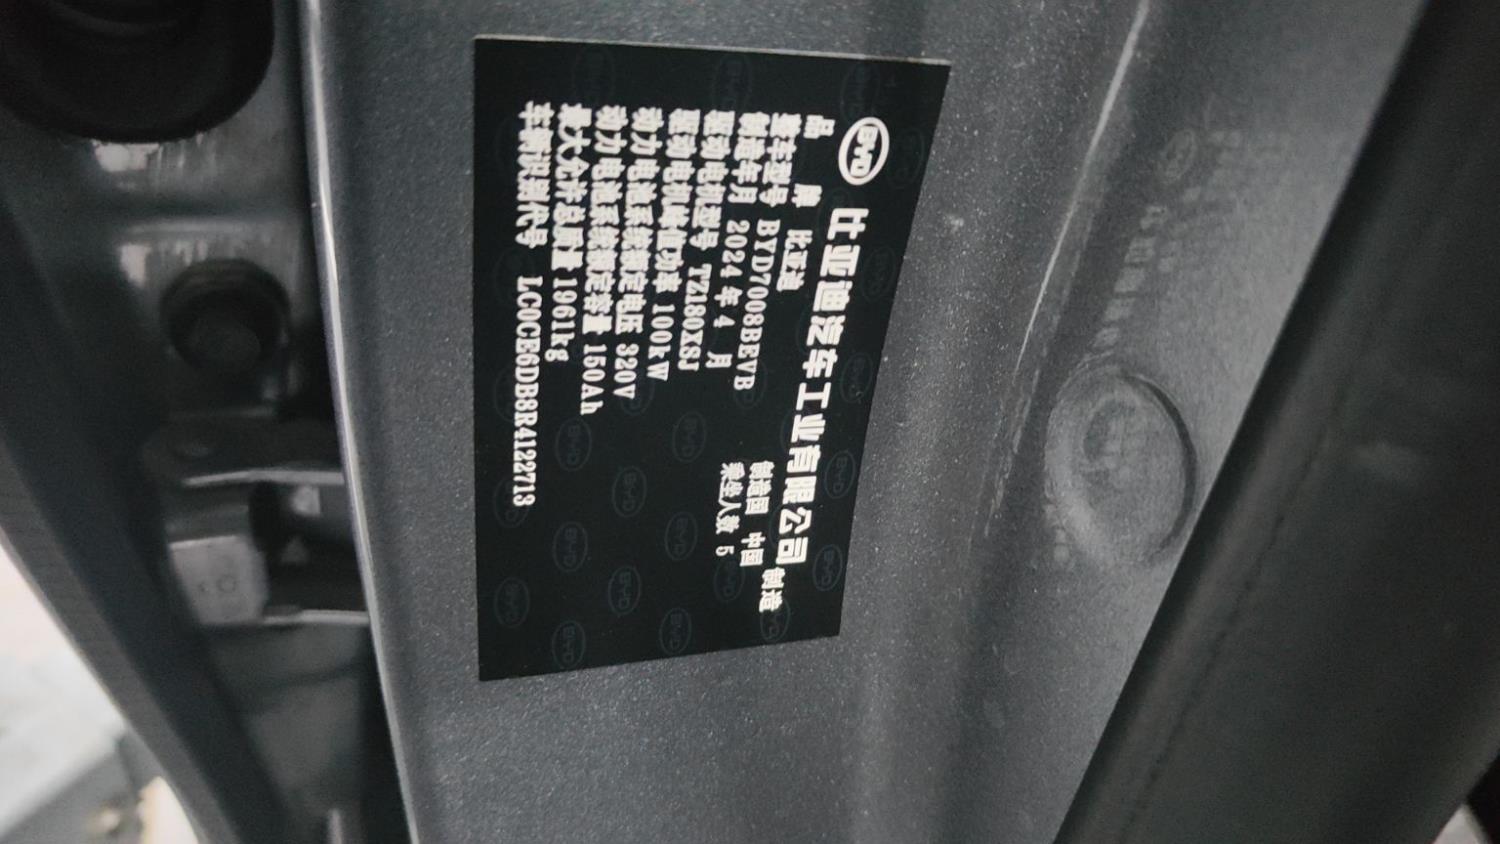 BYD 比亚迪汽车工业有限公司 制造
品牌 比亚迪 制造国 中国
整车型号 BYD7008BEVB 乘坐人数 5
制造年月 2024 年 4 月
驱动电机型号 TZ180XSJ
驱动电机峰值功率 100kW
动力电池系统额定电压 320V
动力电池系统额定容量 150Ah
最大允许总质量 1961kg
车辆识别代号 LC0CE6DB8R4122713